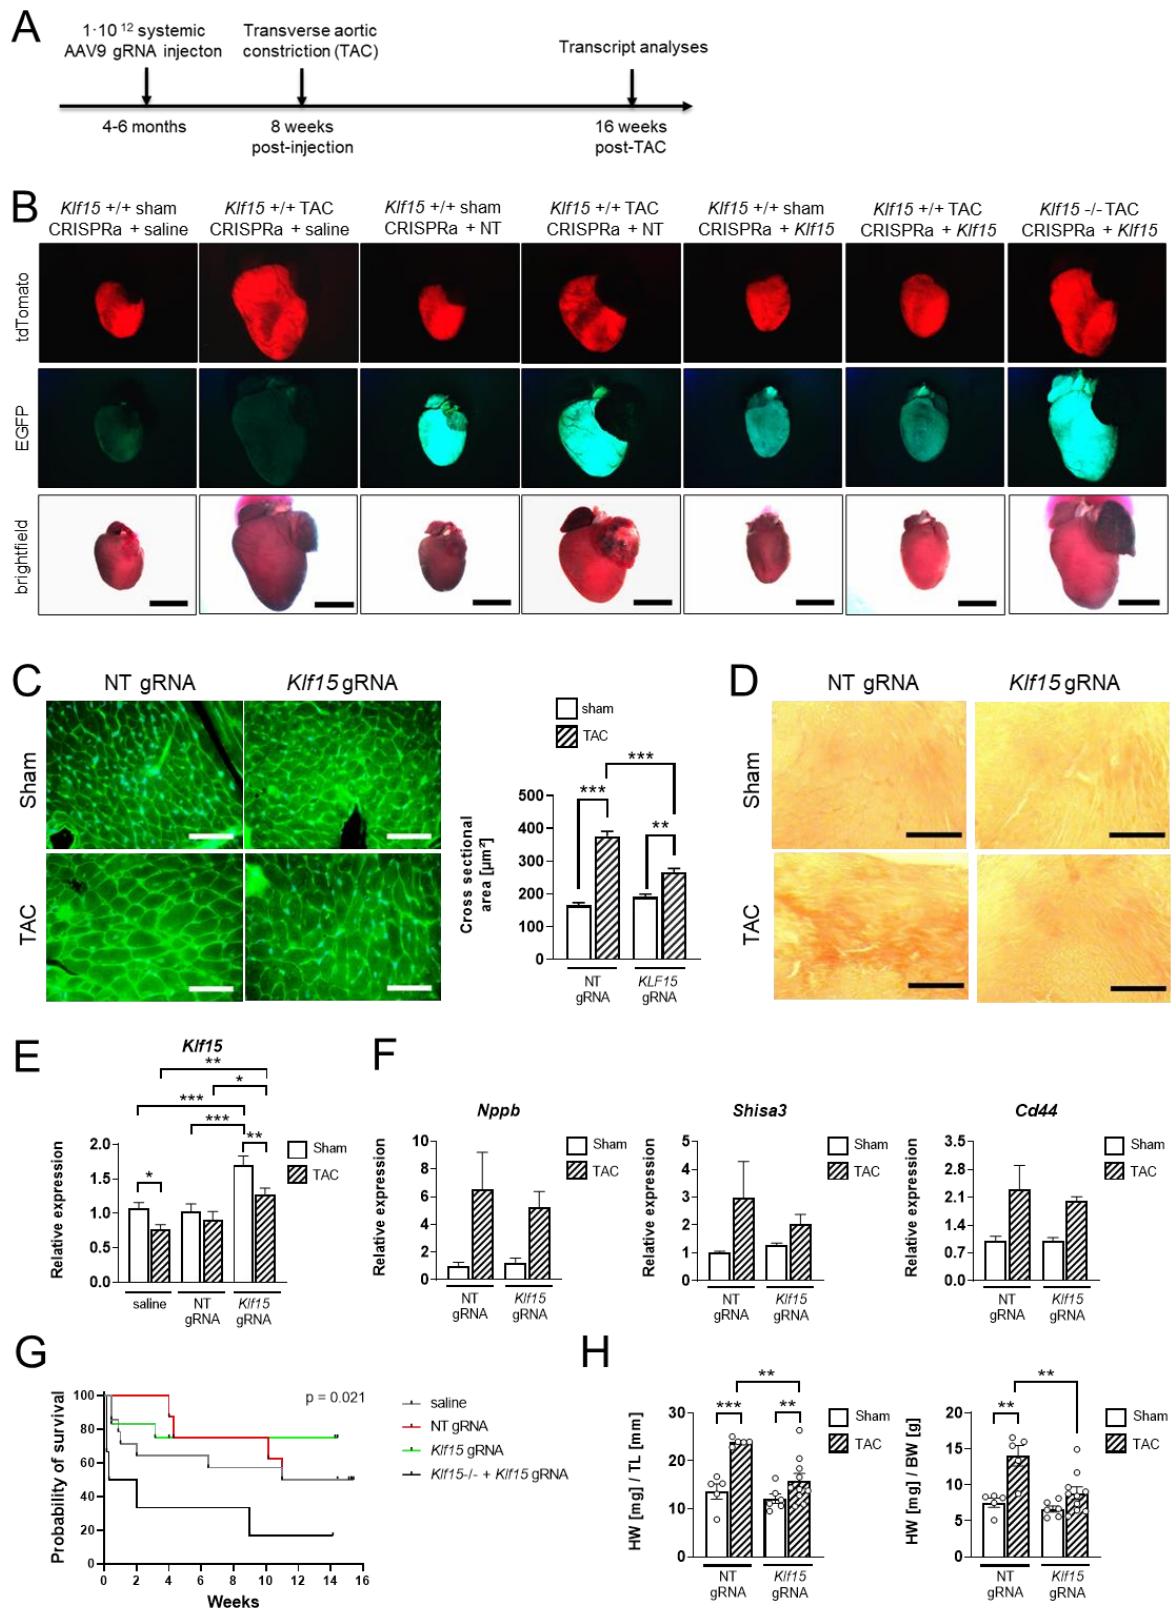 A
1·10 12 systemic
AAV9 gRNA injecton
Transverse aortic
constriction (TAC)
Transcript analyses
4-6 months
8 weeks
post-injection
16 weeks
post-TAC
B
Klf15 +/+ sham
CRISPRa + saline
Klf15 +/+ TAC
CRISPRa + saline
Klf15 +/+ sham
CRISPRa + NT
Klf15 +/+ TAC
CRISPRa + NT
Klf15 +/+ sham
CRISPRa + Klf15
Klf15 +/+ TAC
CRISPRa + Klf15
Klf15 -/- TAC
CRISPRa + Klf15
tdTomato
EGFP
brightfield
C
NT gRNA
Klf15 gRNA
Sham
TAC
sham
TAC
***
***
**
Cross sectional
area [µm²]
500
400
300
200
100
0
NT
gRNA
KLF15
gRNA
D
NT gRNA
Klf15 gRNA
Sham
TAC
E
Klf15
**
*
***
***
**
*
Sham
TAC
Relative expression
2.0
1.5
1.0
0.5
0.0
saline
NT
gRNA
Klf15
gRNA
F
Nppb
Relative expression
10
8
6
4
2
0
Sham
TAC
NT
gRNA
Klf15
gRNA
Shisa3
Relative expression
5
4
3
2
1
0
Sham
TAC
NT
gRNA
Klf15
gRNA
Cd44
Relative expression
3.5
2.8
2.1
1.4
0.7
0.0
Sham
TAC
NT
gRNA
Klf15
gRNA
G
Probability of survival
100
80
60
40
20
0
0 2 4 6 8 10 12 14 16
Weeks
p = 0.021
saline
NT gRNA
Klf15 gRNA
Klf15-/- + Klf15 gRNA
H
HW [mg] / TL [mm]
30
20
10
0
**
***
**
Sham
TAC
NT
gRNA
Klf15
gRNA
HW [mg] / BW [g]
20
15
10
5
0
**
**
Sham
TAC
NT
gRNA
Klf15
gRNA